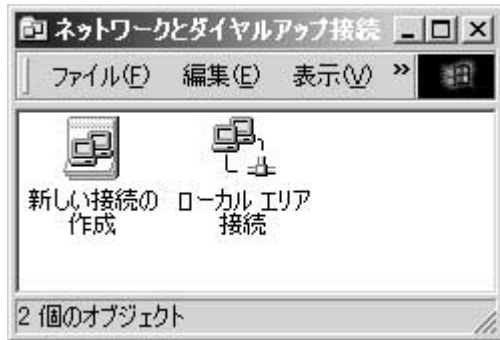 ネットワークとダイヤルアップ接続
ファイル(F) 編集(E) 表示(V) »
新しい接続の
作成
ローカル エリア
接続
2 個のオブジェクト